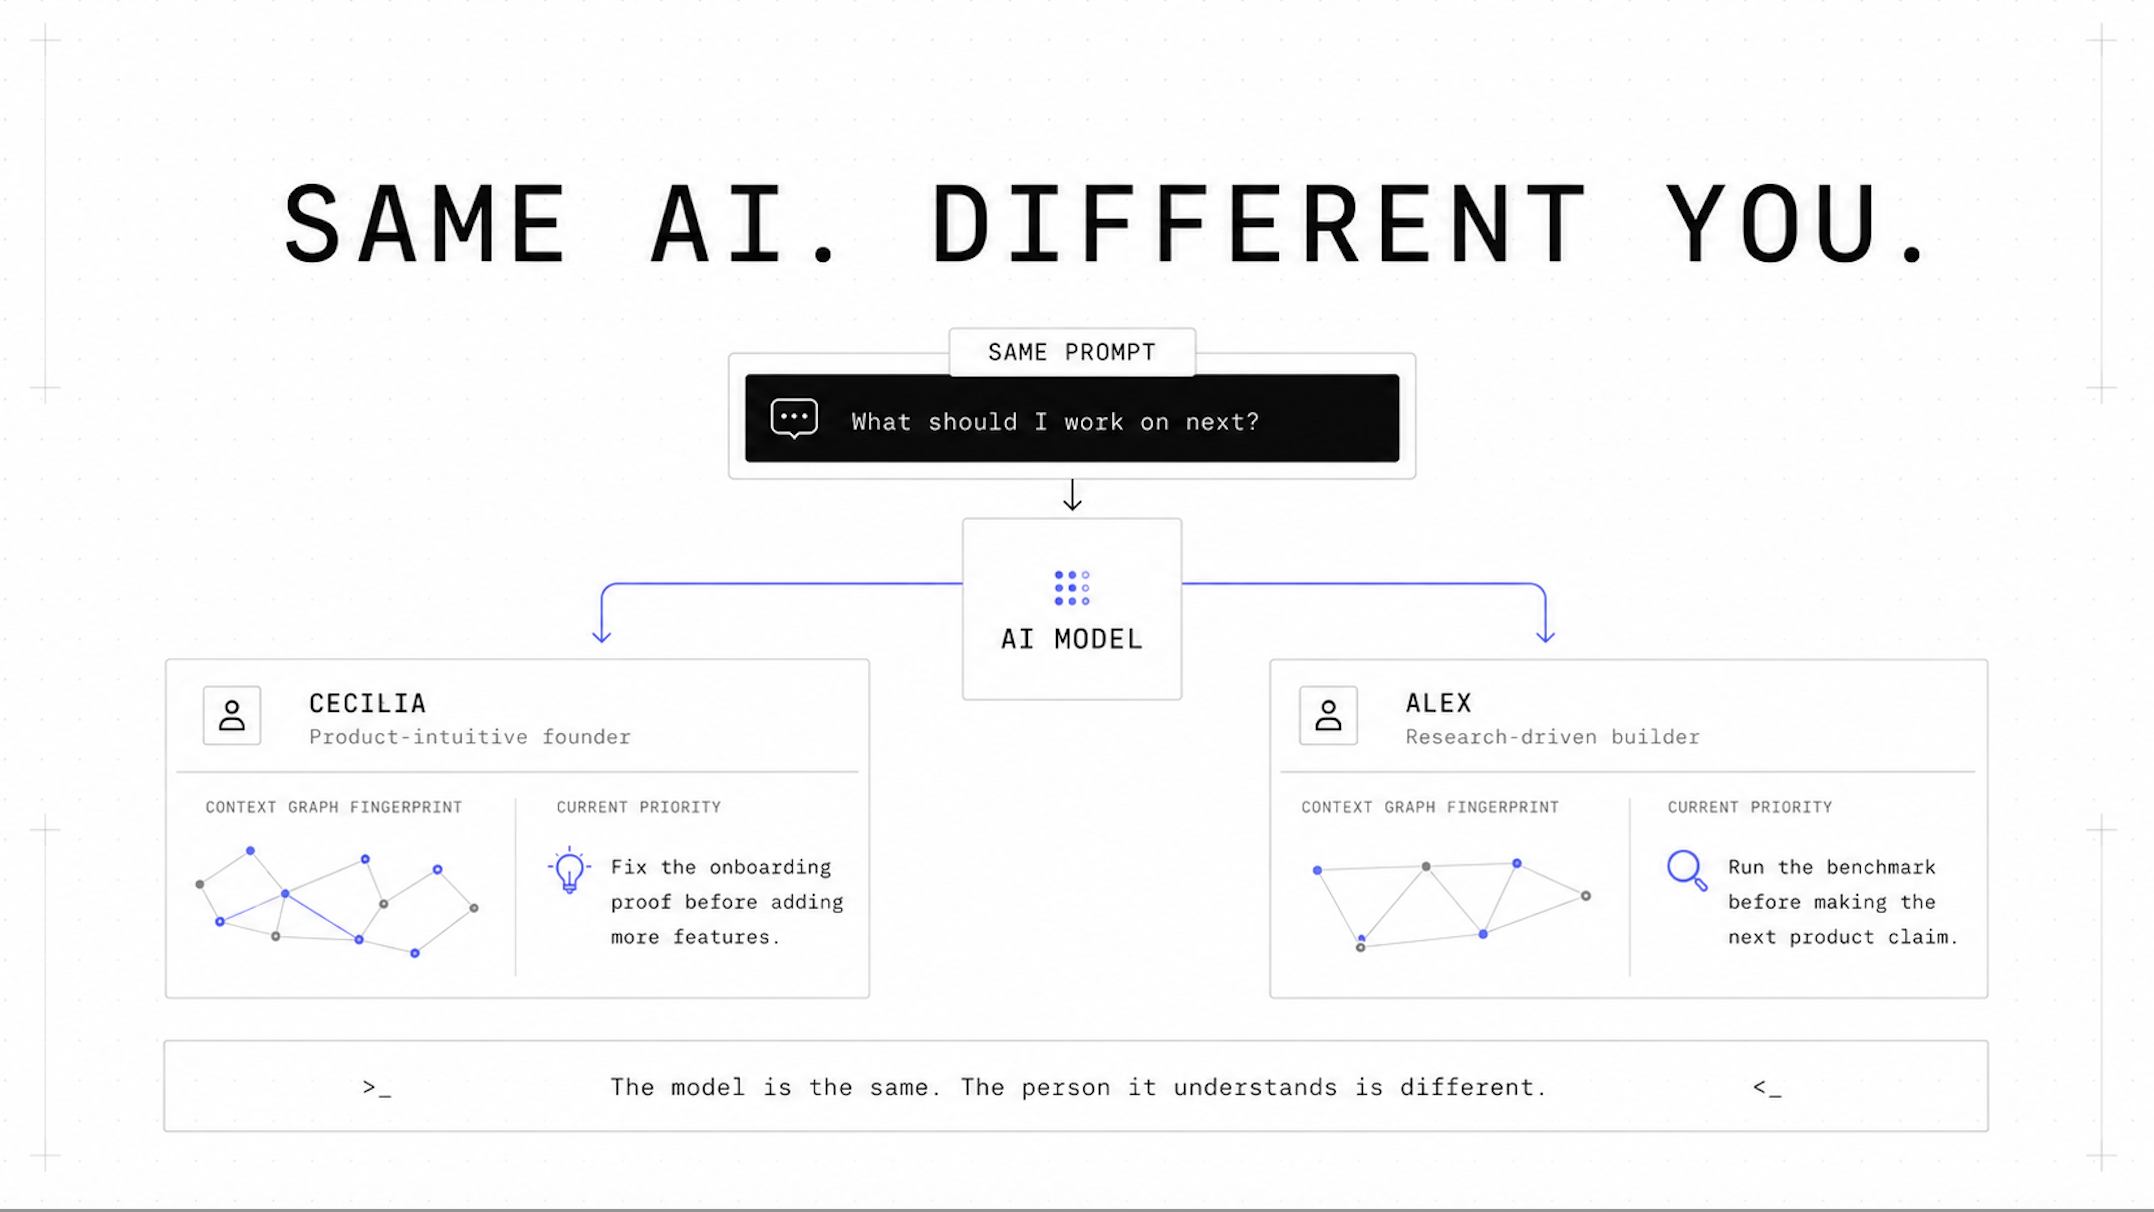 SAME AI. DIFFERENT YOU.
SAME PROMPT
What should I work on next?
AI MODEL
CECILIA
Product-intuitive founder
CONTEXT GRAPH FINGERPRINT
CURRENT PRIORITY
Fix the onboarding
proof before adding
more features.
ALEX
Research-driven builder
CONTEXT GRAPH FINGERPRINT
CURRENT PRIORITY
Run the benchmark
before making the
next product claim.
>_ The model is the same. The person it understands is different. <_